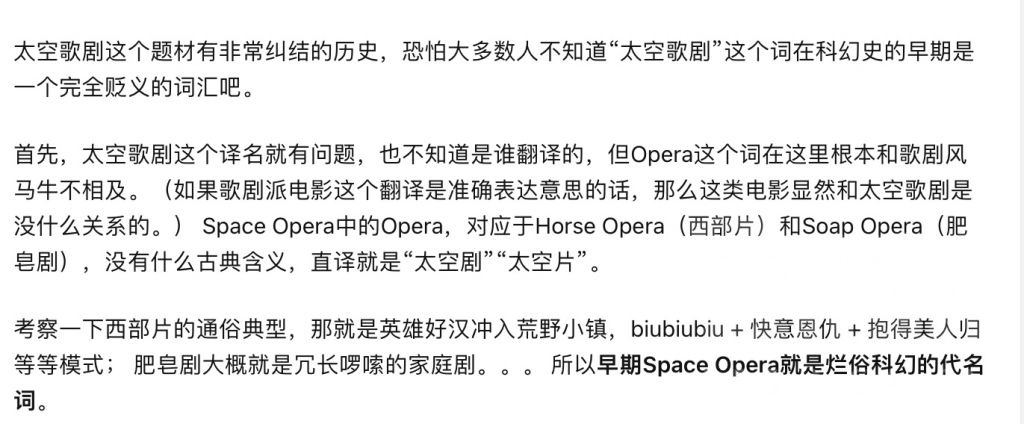 太空歌剧这个题材有非常纠结的历史，恐怕大多数人不知道“太空歌剧”这个词在科幻史的早期是
一个完全贬义的词汇吧。
首先，太空歌剧这个译名就有问题，也不知道是谁翻译的，但Opera这个词在这里根本和歌剧风
马牛不相及。（如果歌剧派电影这个翻译是准确表达意思的话，那么这类电影显然和太空歌剧是
没什么关系的。） Space Opera中的Opera，对应于Horse Opera（西部片）和Soap Opera（肥
皂剧），没有什么古典含义，直译就是“太空剧”“太空片”。
考察一下西部片的通俗典型，那就是英雄好汉冲入荒野小镇，biubiubiu + 快意恩仇 + 抱得美人归
等等模式； 肥皂剧大概就是冗长啰嗦的家庭剧。。。 所以早期Space Opera就是烂俗科幻的代名
词。